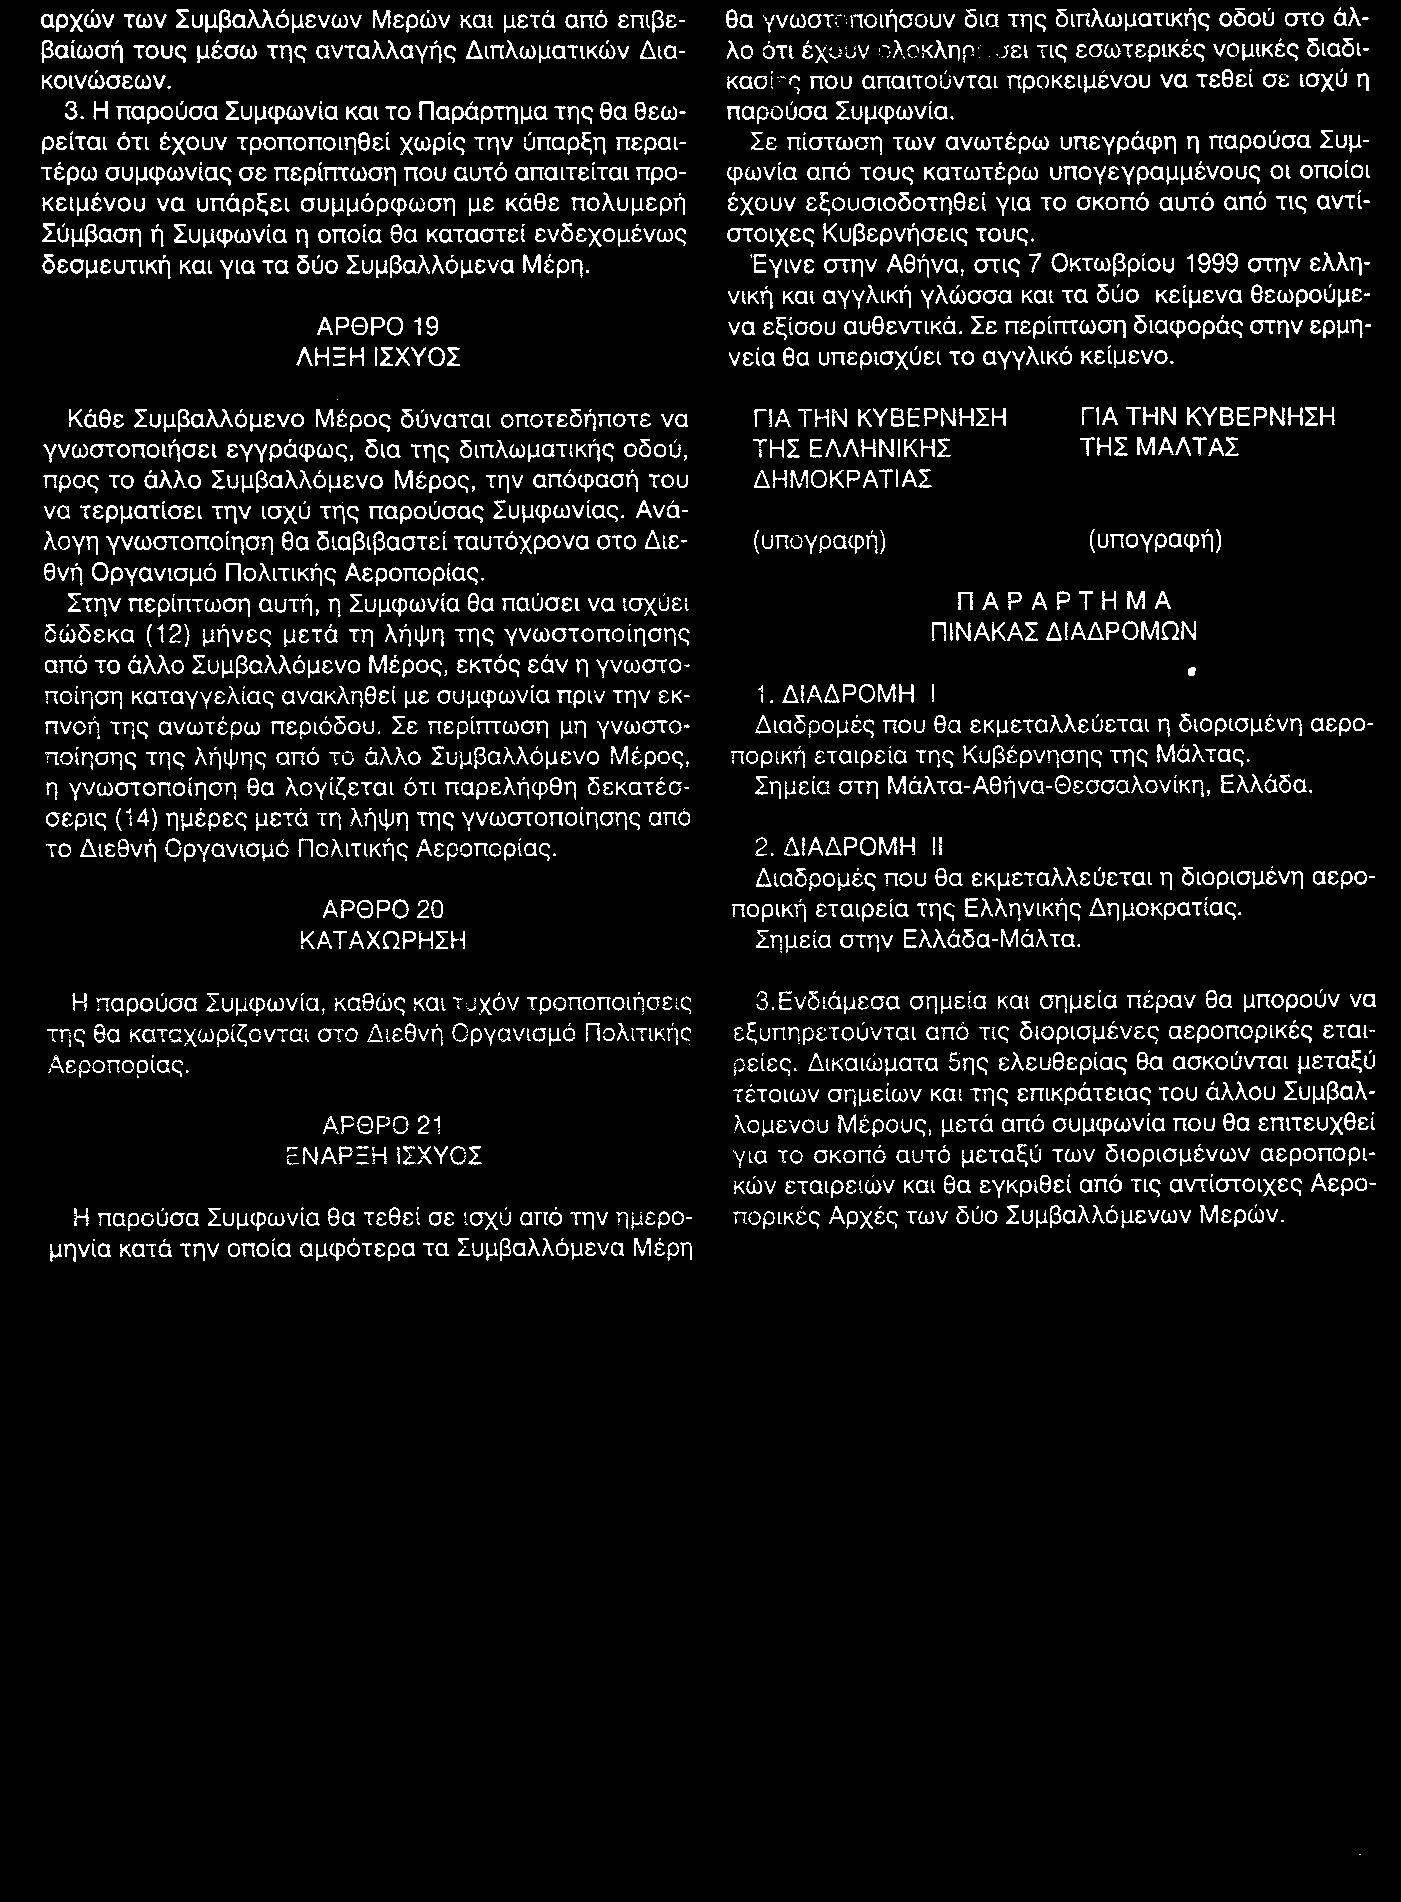 αρχών των Συμβαλλόμενων Μερών και μετά από επιβε-
βαίωσή τους μέσω της ανταλλαγής Διπλωματικών Δια-
κοινώσεων.
3. Η παρούσα Συμφωνία και το Παράρτημα της θα θεω-
ρείται ότι έχουν τροποποιηθεί χωρίς την ύπαρξη περαι-
τέρω συμφωνίας σε περίπτωση που αυτό απαιτείται προ-
κειμένου να υπάρξει συμμόρφωση με κάθε πολυμερή
Σύμβαση ή Συμφωνία η οποία θα καταστεί ενδεχομένως
δεσμευτική και για τα δύο Συμβαλλόμενα Μέρη.
ΑΡΘΡΟ 19
ΛΗΞΗ ΙΣΧΥΟΣ
Κάθε Συμβαλλόμενο Μέρος δύναται οποτεδήποτε να
γνωστοποιήσει εγγράφως, δια της διπλωματικής οδού,
προς το άλλο Συμβαλλόμενο Μέρος, την απόφασή του
να τερματίσει την ισχύ της παρούσας Συμφωνίας. Ανά-
λογη γνωστοποίηση θα διαβιβαστεί ταυτόχρονα στο Διε-
θνή Οργανισμό Πολιτικής Αεροπορίας.
Στην περίπτωση αυτή, η Συμφωνία θα παύσει να ισχύει
δώδεκα (12) μήνες μετά τη λήψη της γνωστοποίησης
από το άλλο Συμβαλλόμενο Μέρος, εκτός εάν η γνωστο-
ποίηση καταγγελίας ανακληθεί με συμφωνία πριν την εκ-
πνοή της ανωτέρω περιόδου. Σε περίπτωση μη γνωστο-
ποίησης της λήψης από το άλλο Συμβαλλόμενο Μέρος,
η γνωστοποίηση θα λογίζεται ότι παρελήφθη δεκατέσ-
σερις (14) ημέρες μετά τη λήψη της γνωστοποίησης από
το Διεθνή Οργανισμό Πολιτικής Αεροπορίας.
ΑΡΘΡΟ 20
ΚΑΤΑΧΩΡΗΣΗ
Η παρούσα Συμφωνία, καθώς και τυχόν τροποποιήσεις
της θα καταχωρίζονται στο Διεθνή Οργανισμό Πολιτικής
Αεροπορίας.
ΑΡΘΡΟ 21
ΕΝΑΡΞΗ ΙΣΧΥΟΣ
Η παρούσα Συμφωνία θα τεθεί σε ισχύ από την ημερο-
μηνία κατά την οποία αμφότερα τα Συμβαλλόμενα Μέρη
θα γνωστοποιήσουν δια της διπλωματικής οδού στο άλ-
λο ότι έχουν τις εσωτερικές νομικές διαδι-
κασίες που απαιτούνται προκειμένου να τεθεί σε ισχύ η
παρούσα Συμφωνία.
Σε πίστωση των ανωτέρω υπεγράφη η παρούσα Συμ-
φωνία από τους κατωτέρω υπογεγραμμένους οι οποίοι
έχουν εξουσιοδοτηθεί για το σκοπό αυτό από τις αντί-
στοιχες Κυβερνήσεις τους.
Έγινε στην Αθήνα, στις 7 Οκτωβρίου 1999 στην ελλη-
νική και αγγλική γλώσσα και τα δύο κείμενα θεωρούμε-
να εξίσου αυθεντικά. Σε περίπτωση διαφοράς στην ερμη-
νεία θα υπερισχύει το αγγλικό κείμενο.
ΓΙΑ ΤΗΝ ΚΥΒΕΡΝΗΣΗ ΓΙΑ ΤΗΝ ΚΥΒΕΡΝΗΣΗ
ΤΗΣ ΕΛΛΗΝΙΚΗΣ ΤΗΣ ΜΑΛΤΑΣ
ΔΗΜΟΚΡΑΤΙΑΣ
(υπογραφή) (υπογραφή)
Π Α Ρ Α Ρ Τ Η Μ Α
ΠΙΝΑΚΑΣ ΔΙΑΔΡΟΜΩΝ
1. ΔΙΑΔΡΟΜΗ Ι
Διαδρομές που θα εκμεταλλεύεται η διορισμένη αερο-
πορική εταιρεία της Κυβέρνησης της Μάλτας.
Σημεία στη Μάλτα-Αθήνα-Θεσσαλονίκη, Ελλάδα.
2. ΔΙΑΔΡΟΜΗ ΙΙ
Διαδρομές που θα εκμεταλλεύεται η διορισμένη αερο-
πορική εταιρεία της Ελληνικής Δημοκρατίας.
Σημεία στην Ελλάδα-Μάλτα.
3.Ενδιάμεσα σημεία και σημεία πέραν θα μπορούν να
εξυπηρετούνται από τις διορισμένες αεροπορικές εται-
ρείες. Δικαιώματα 5ης ελευθερίας θα ασκούνται μεταξύ
τέτοιων σημείων και της επικράτειας του άλλου Συμβαλ-
λομενου Μέρους, μετά από συμφωνία που θα επιτευχθεί
για το σκοπό αυτό μεταξύ των διορισμένων αεροπορι-
κών εταιρειών και θα εγκριθεί από τις αντίστοιχες Αερο-
πορικές Αρχές των δύο Συμβαλλόμενων Μερών.